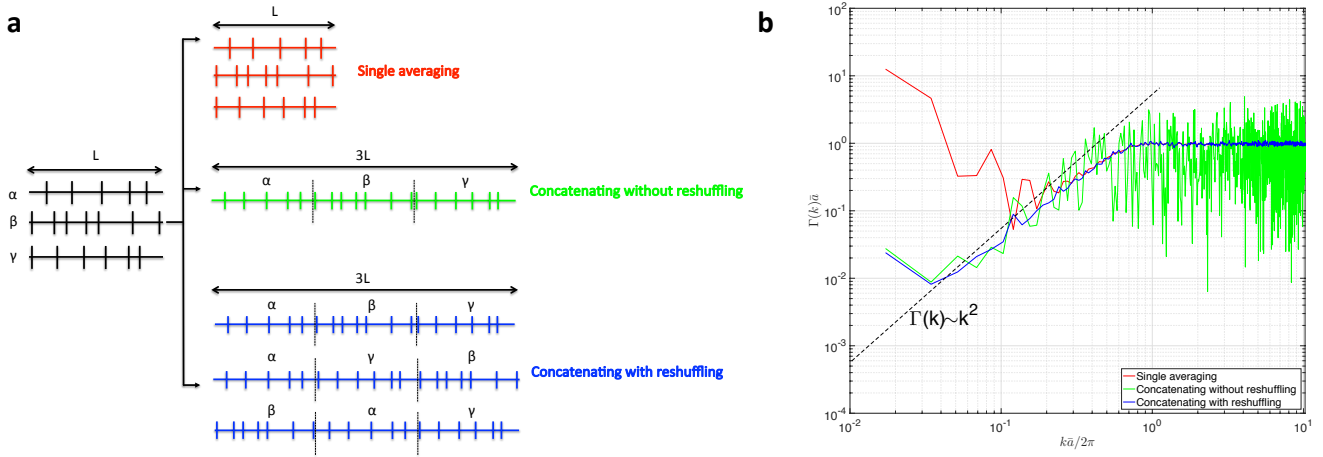 a
L
Single averaging
L
α
β
γ
3L
α β γ
Concatenating without reshuffling
3L
α β γ
α γ β
Concatenating with reshuffling
β α γ
b
10^2
10^1
10^0
10^-1
10^-2
10^-3
10^-4
Γ(k)ā
Γ(k)~k^2
Single averaging
Concatenating without reshuffling
Concatenating with reshuffling
10^-2 10^-1 10^0 10^1
kā/2π